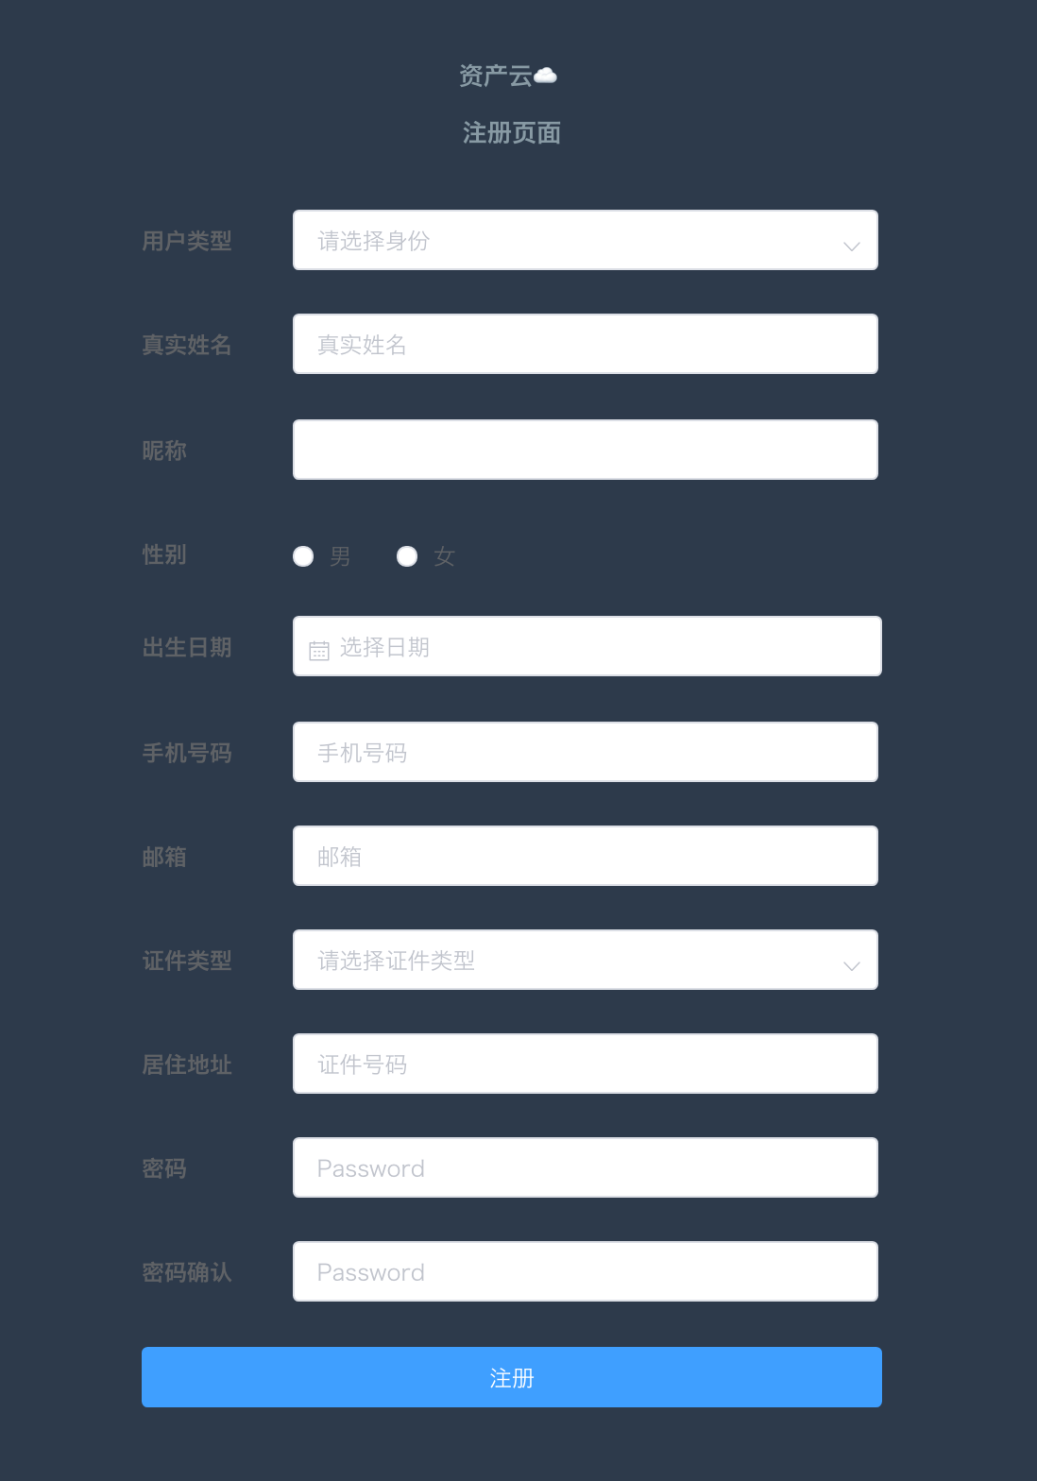 资产云☁️
注册页面
用户类型 请选择身份
真实姓名 真实姓名
昵称
性别 男 女
出生日期 选择日期
手机号码 手机号码
邮箱 邮箱
证件类型 请选择证件类型
居住地址 证件号码
密码 Password
密码确认 Password
注册